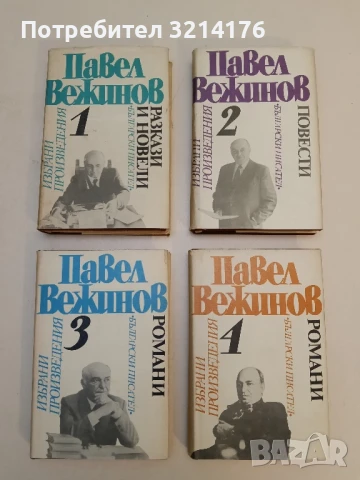 Потребител 3214176
Павел
Вежинов
1
РАЗКАЗИ
И НОВЕЛИ
«БЪЛГАРСКИ ПИСАТЕЛ»
ИЗБРАНИ
ПРОИЗВЕДЕНИЯ
Павел
Вежинов
2
ПОВЕСТИ
«БЪЛГАРСКИ ПИСАТЕЛ»
ИЗБРАНИ
ПРОИЗВЕДЕНИЯ
Павел
Вежинов
3
РОМАНИ
«БЪЛГАРСКИ ПИСАТЕЛ»
ИЗБРАНИ
ПРОИЗВЕДЕНИЯ
Павел
Вежинов
4
РОМАНИ
«БЪЛГАРСКИ ПИСАТЕЛ»
ИЗБРАНИ
ПРОИЗВЕДЕНИЯ
BAZAR